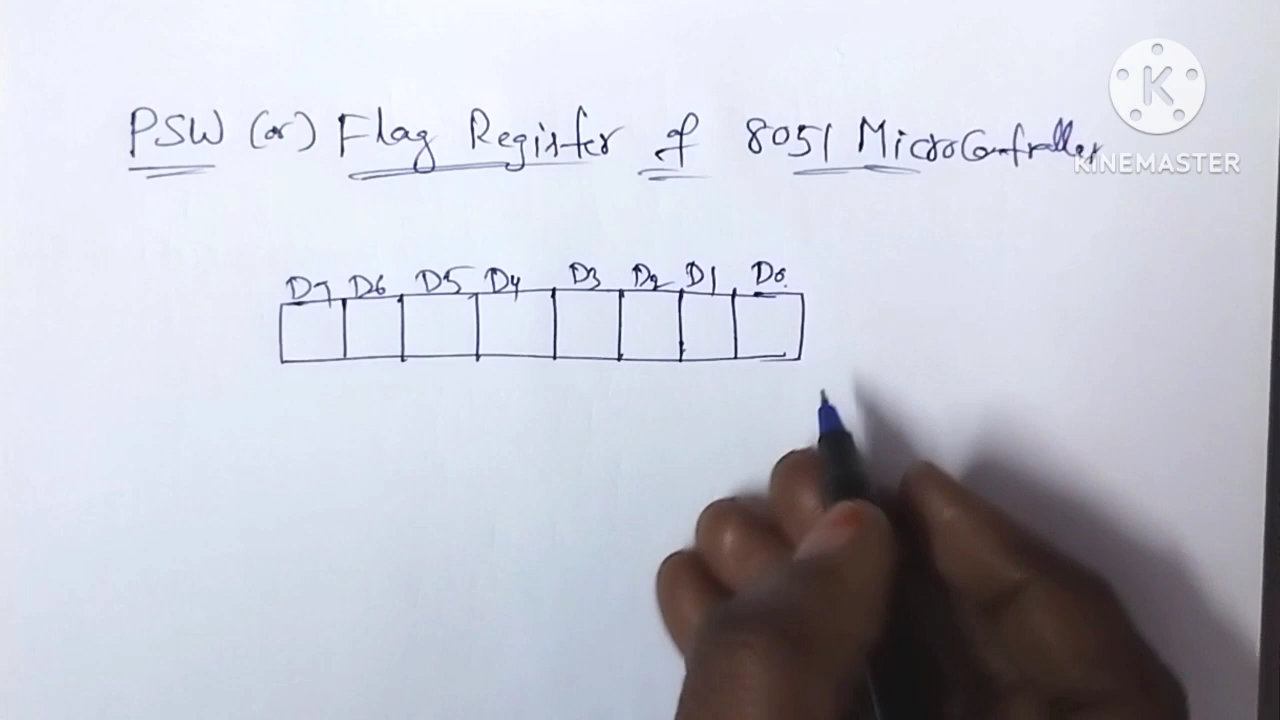 PSW (or) Flag Register of 8051 MicroController
K
KINEMASTER
D7 D6 D5 D4 D3 D2 D1 D0